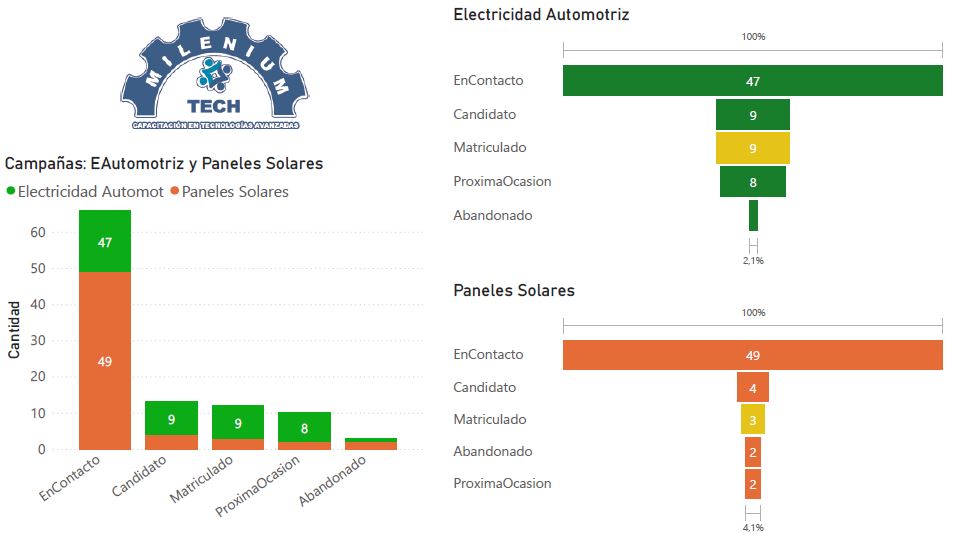 MILENIUM
TECH
CAPACITACIÓN EN TECNOLOGÍAS AVANZADAS
Campañas: EAutomotriz y Paneles Solares
Electricidad Automot Paneles Solares
Cantidad
60
50
40
30
20
10
0
47
49
9
9
8
EnContacto
Candidato
Matriculado
ProximaOcasion
Abandonado
Electricidad Automotriz
100%
EnContacto 47
Candidato 9
Matriculado 9
ProximaOcasion 8
Abandonado
2,1%
Paneles Solares
100%
EnContacto 49
Candidato 4
Matriculado 3
Abandonado 2
ProximaOcasion 2
4,1%